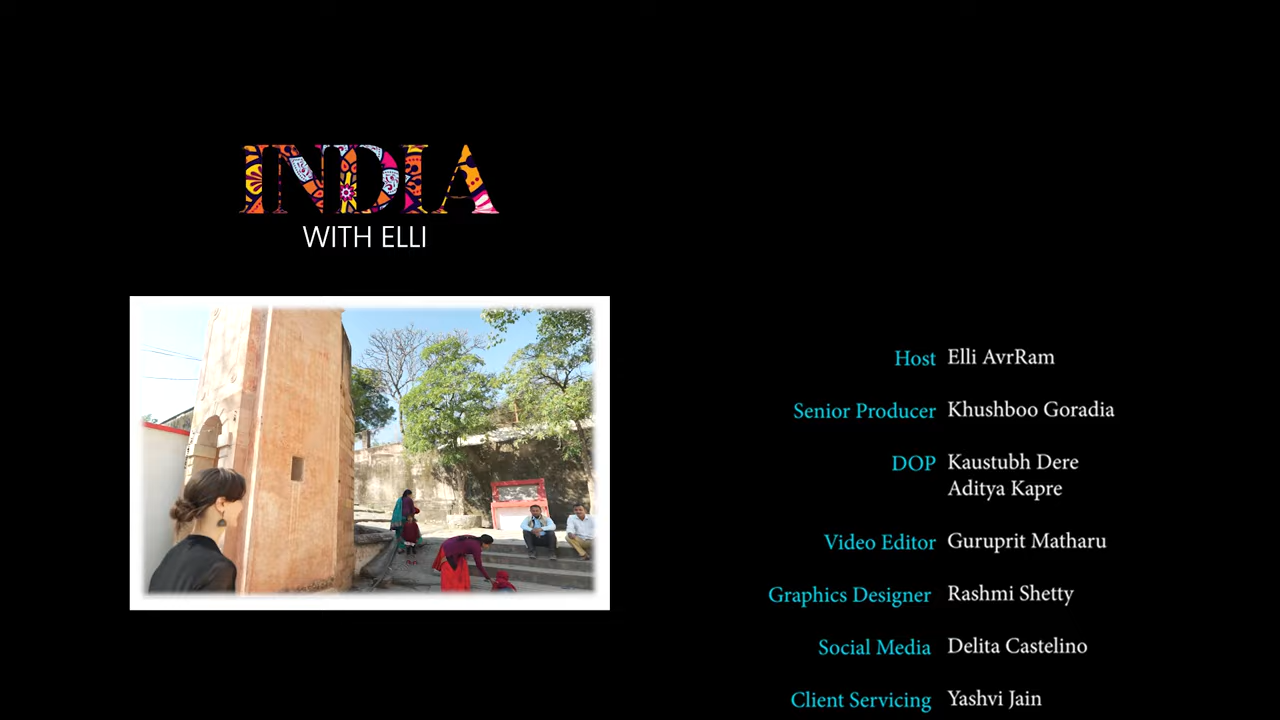 INDIA
WITH ELLI
Host Elli AvrRam
Senior Producer Khushboo Goradia
DOP Kaustubh Dere
Aditya Kapre
Video Editor Guruprit Matharu
Graphics Designer Rashmi Shetty
Social Media Delita Castelino
Client Servicing Yashvi Jain